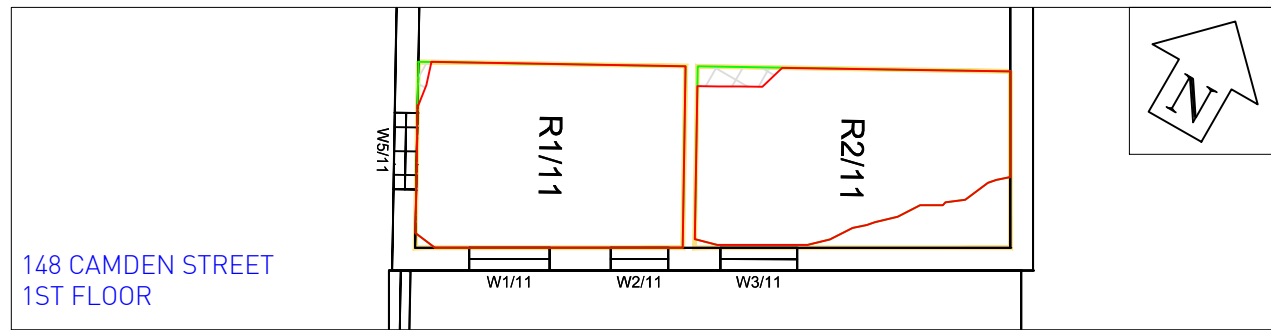 R1/11
R2/11
W5/11
W1/11
W2/11
W3/11
148 CAMDEN STREET
1ST FLOOR
N